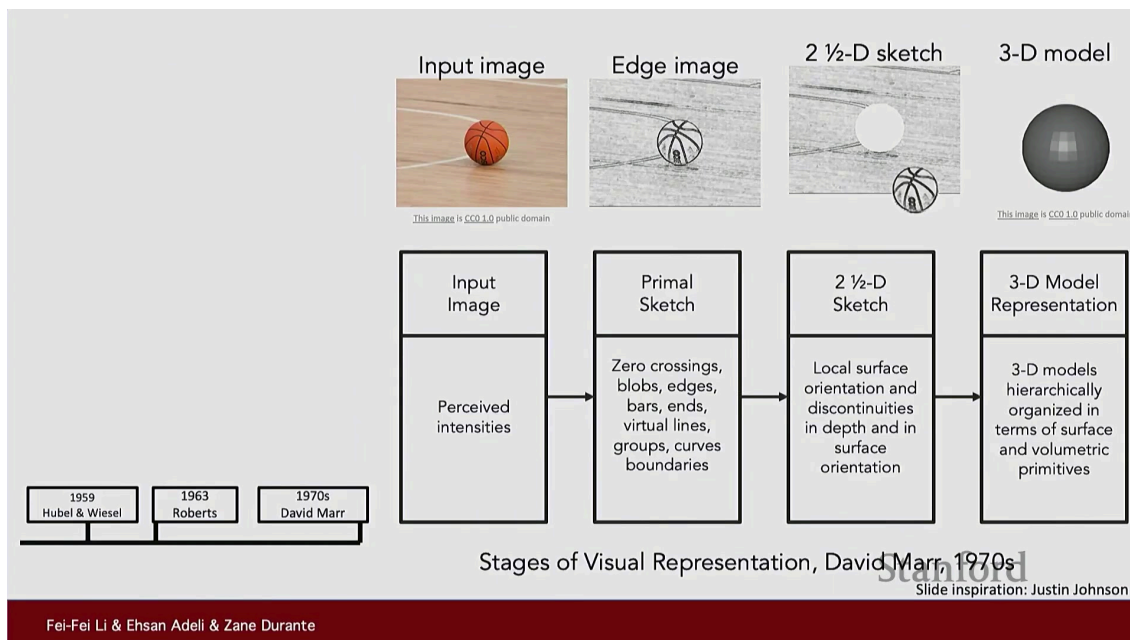 Input image
Edge image
2 ½-D sketch
3-D model
This image is CC0 1.0 public domain
This image is CC0 1.0 public domai
Input
Image
Perceived
intensities
Primal
Sketch
Zero crossings,
blobs, edges,
bars, ends,
virtual lines,
groups, curves
boundaries
2 ½-D
Sketch
Local surface
orientation and
discontinuities
in depth and in
surface
orientation
3-D Model
Representation
3-D models
hierarchically
organized in
terms of surface
and volumetric
primitives
1959
Hubel & Wiesel
1963
Roberts
1970s
David Marr
Stages of Visual Representation, David Marr, 1970s
Stanford
Slide inspiration: Justin Johnson
Fei-Fei Li & Ehsan Adeli & Zane Durante